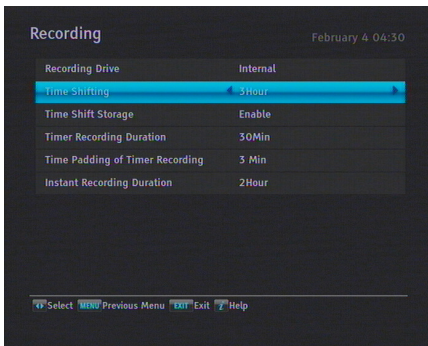 Recording
February 4 04:30
Recording Drive Internal
Time Shifting 3Hour
Time Shift Storage Enable
Timer Recording Duration 30Min
Time Padding of Timer Recording 3 Min
Instant Recording Duration 2Hour
Select MENU Previous Menu EXIT Exit ? Help